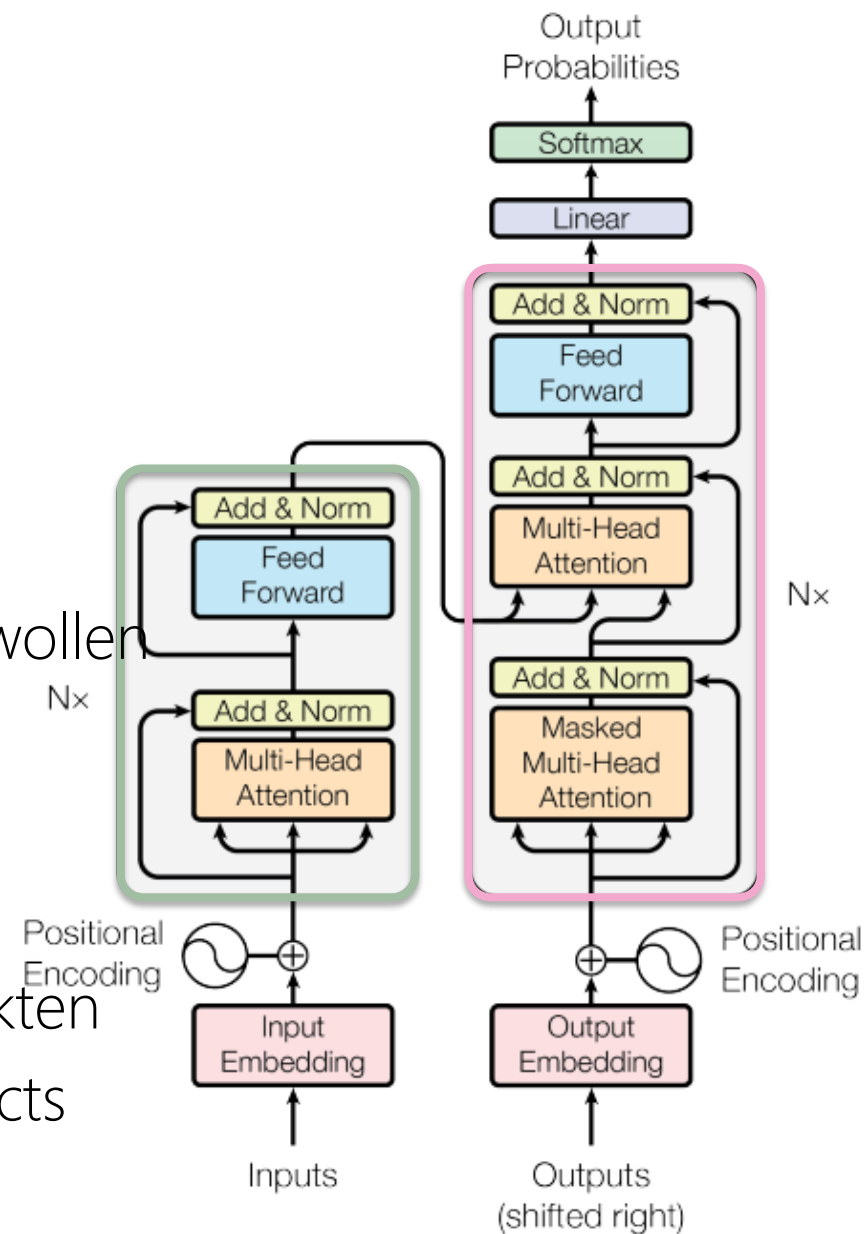 Output
Probabilities
Softmax
Linear
Add & Norm
Feed
Forward
Add & Norm
Multi-Head
Attention
Add & Norm
Masked
Multi-Head
Attention
N×
Add & Norm
Feed
Forward
Add & Norm
Multi-Head
Attention
wollen
N×
Positional
Encoding
Positional
Encoding
kten
cts
Input
Embedding
Output
Embedding
Inputs
Outputs
(shifted right)